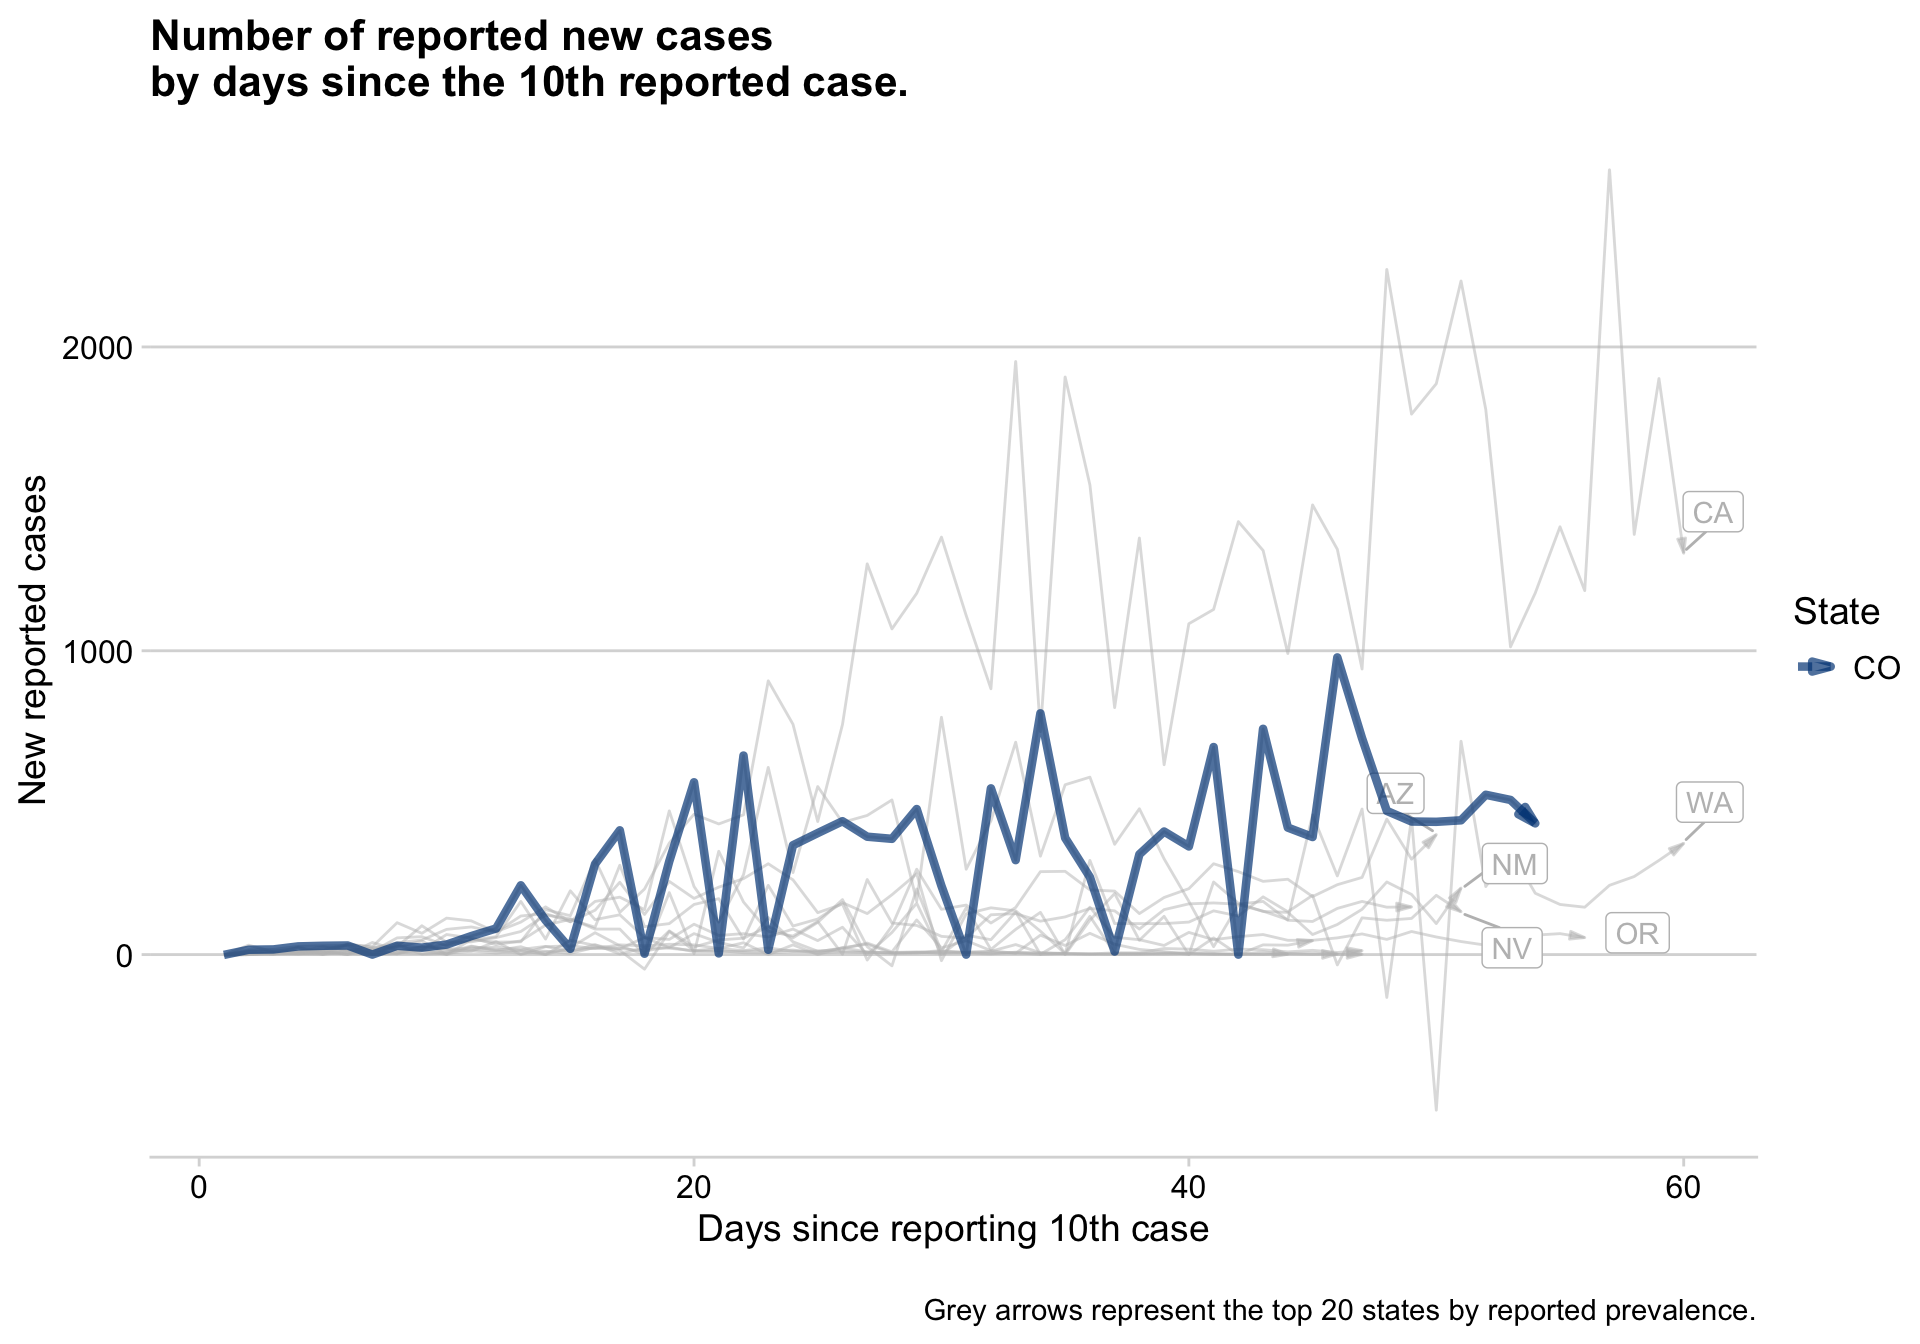 Number of reported new cases
by days since the 10th reported case.
New reported cases
2000
1000
0
CA
AZ
WA
NM
OR
NV
State
CO
0
20
40
60
Days since reporting 10th case
Grey arrows represent the top 20 states by reported prevalence.